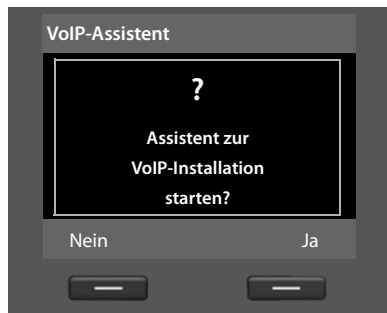 VoIP-Assistent
?
Assistent zur
VoIP-Installation
starten?
Nein Ja